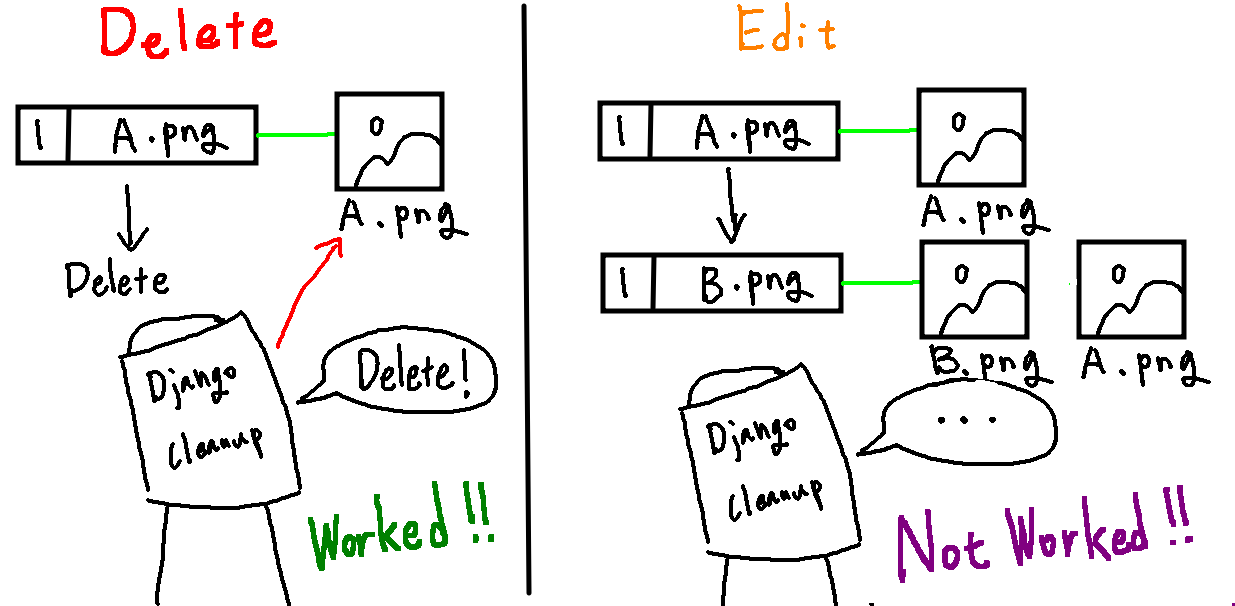 Delete
1 A.png
A.png
Delete
Django
cleanup
Delete!
Worked!!
Edit
1 A.png
A.png
1 B.png
B.png
A.png
Django
cleanup
...
Not Worked!!